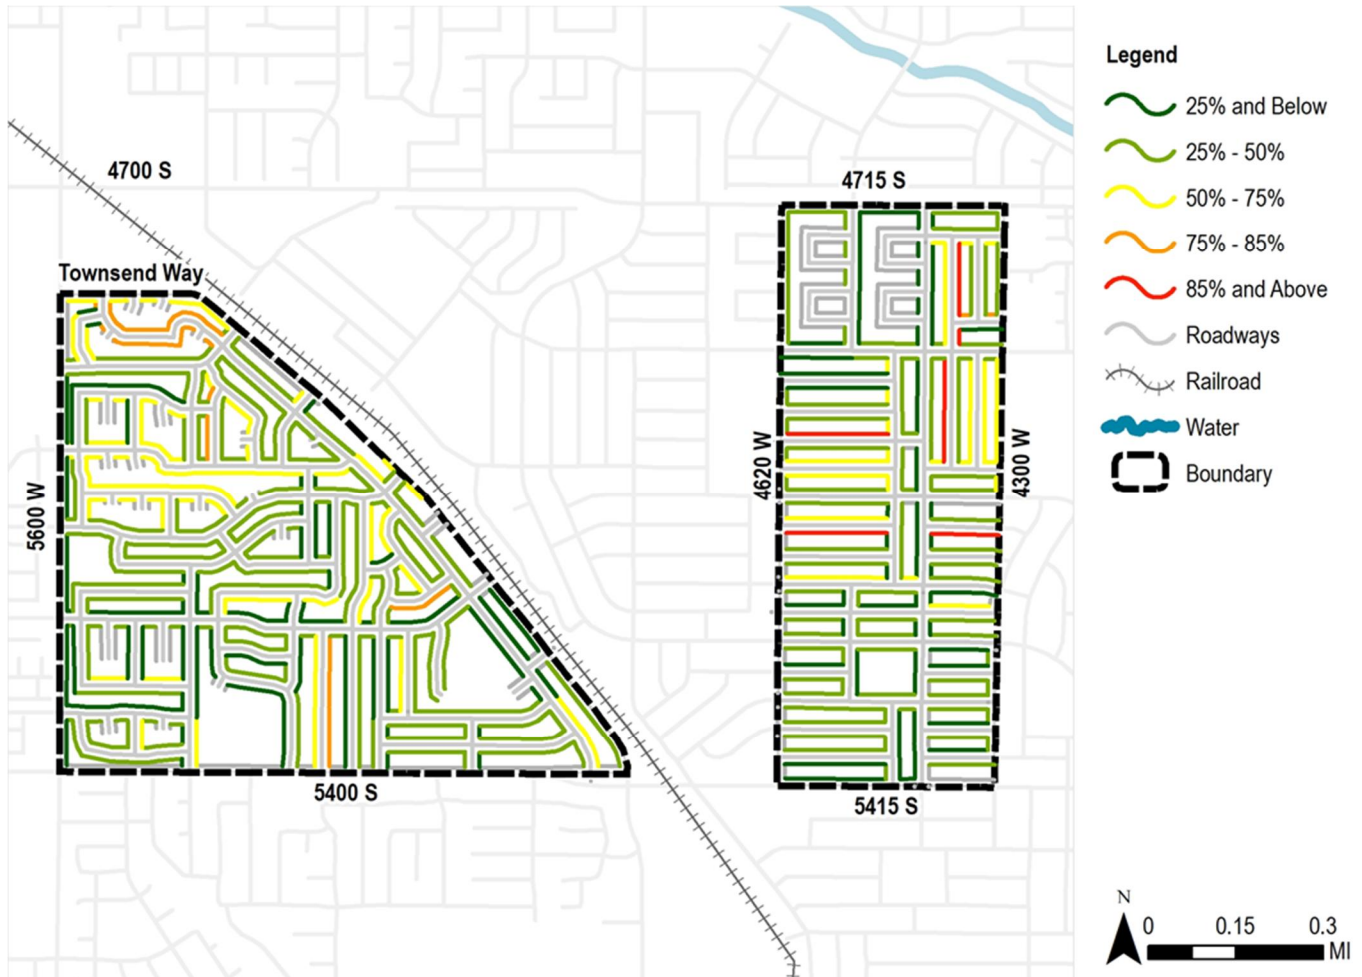 Legend
25% and Below
25% - 50%
50% - 75%
75% - 85%
85% and Above
Roadways
Railroad
Water
Boundary
4700 S
4715 S
Townsend Way
5600 W
4620 W
4300 W
5400 S
5415 S
N
0 0.15 0.3
MI